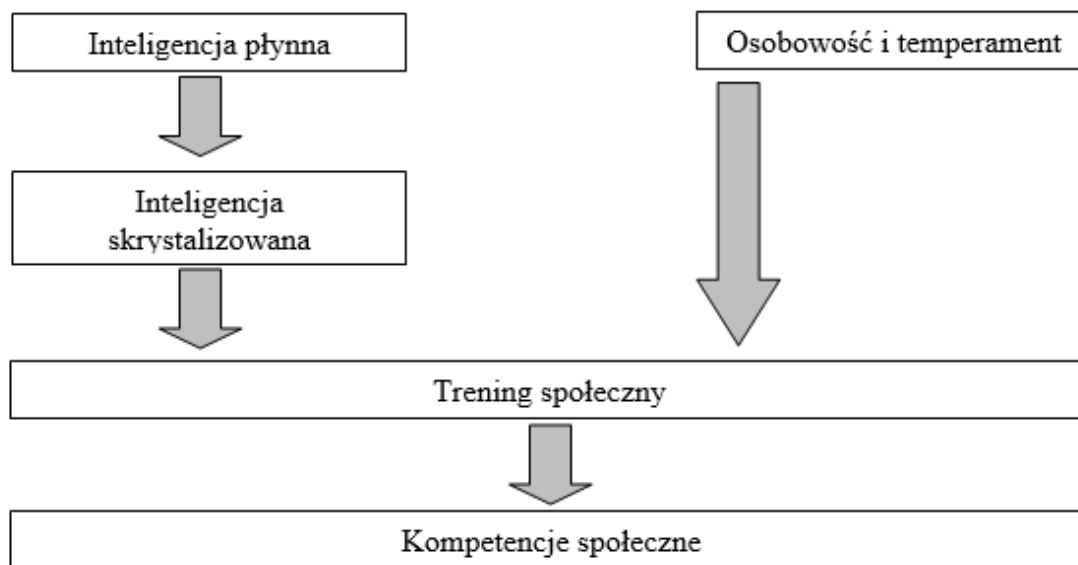 Inteligencja płynna
Osobowość i temperament
Inteligencja
skrystalizowana
Trening społeczny
Kompetencje społeczne